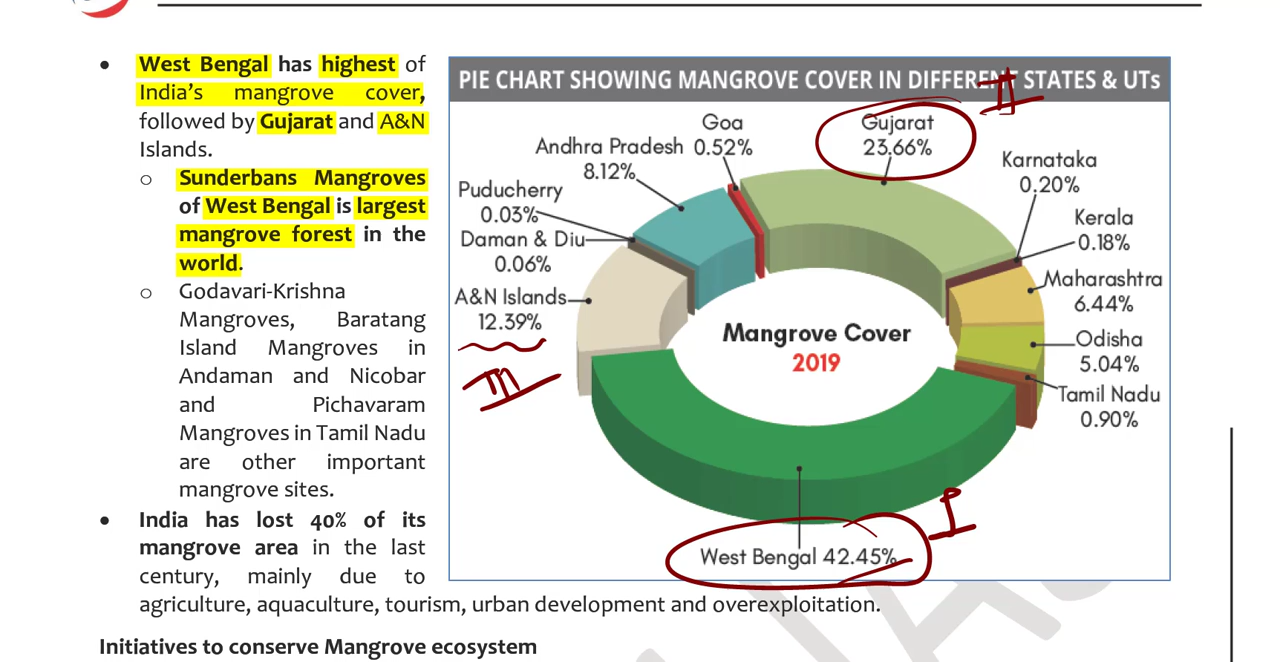 • West Bengal has highest of
India's mangrove cover,
followed by Gujarat and A&N
Islands.
o Sunderbans Mangroves
of West Bengal is largest
mangrove forest in the
world.
o Godavari-Krishna
Mangroves, Baratang
Island Mangroves in
Andaman and Nicobar
and Pichavaram
Mangroves in Tamil Nadu
are other important
mangrove sites.
• India has lost 40% of its
mangrove area in the last
century, mainly due to
agriculture, aquaculture, tourism, urban development and overexploitation.
PIE CHART SHOWING MANGROVE COVER IN DIFFERENT STATES & UTs
II
Goa
0.52%
Gujarat
23.66%
Andhra Pradesh
8.12%
Karnataka
0.20%
Puducherry
0.03%
Kerala
0.18%
Daman & Diu
0.06%
Maharashtra
6.44%
A&N Islands
12.39%
III
Mangrove Cover
2019
Odisha
5.04%
Tamil Nadu
0.90%
I
West Bengal 42.45%
Initiatives to conserve Mangrove ecosystem